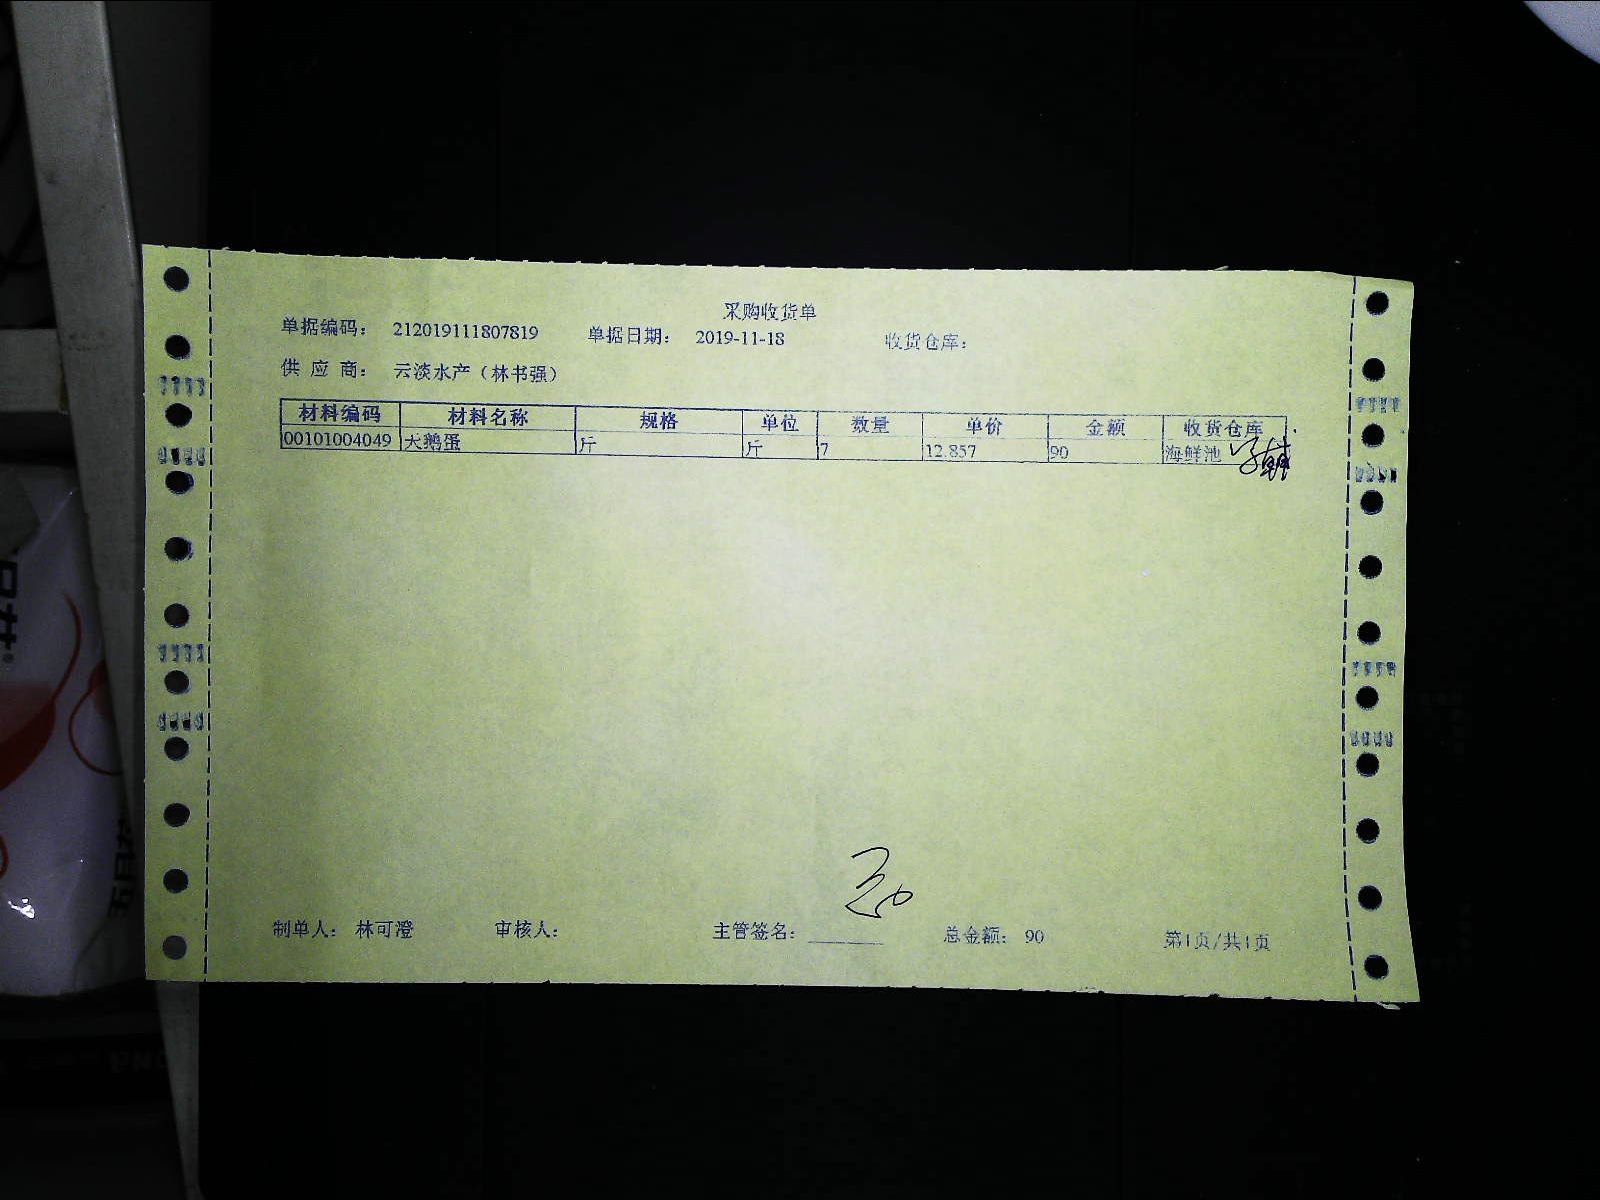 采购收货单
单据编码： 212019111807819 单据日期： 2019-11-18 收货仓库：
供 应 商： 云淡水产（林书强）
材料编码 材料名称 规格 单位 数量 单价 金额 收货仓库
00101004049 大鹅蛋 斤 斤 7 12.857 90 海鲜池
制单人： 林可澄 审核人： 主管签名： 总金额： 90 第1页/共1页